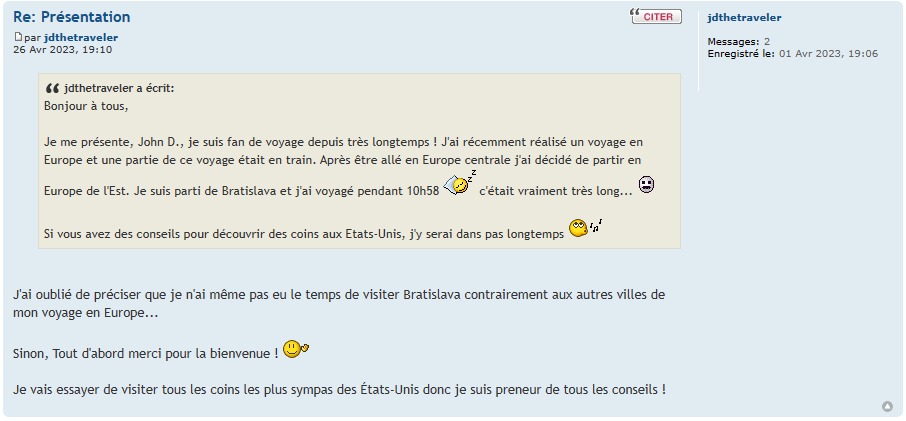 Re: Présentation
CITER
par jdthetraveler
26 Avr 2023, 19:10
jdthetraveler
Messages: 2
Enregistré le: 01 Avr 2023, 19:06
jdthetraveler a écrit:
Bonjour à tous,
Je me présente, John D., je suis fan de voyage depuis très longtemps ! J'ai récemment réalisé un voyage en
Europe et une partie de ce voyage était en train. Après être allé en Europe centrale j'ai décidé de partir en
Europe de l'Est. Je suis parti de Bratislava et j'ai voyagé pendant 10h58 c'était vraiment très long...
Si vous avez des conseils pour découvrir des coins aux Etats-Unis, j'y serai dans pas longtemps
J'ai oublié de préciser que je n'ai même pas eu le temps de visiter Bratislava contrairement aux autres villes de
mon voyage en Europe...
Sinon, Tout d'abord merci pour la bienvenue !
Je vais essayer de visiter tous les coins les plus sympas des États-Unis donc je suis preneur de tous les conseils !